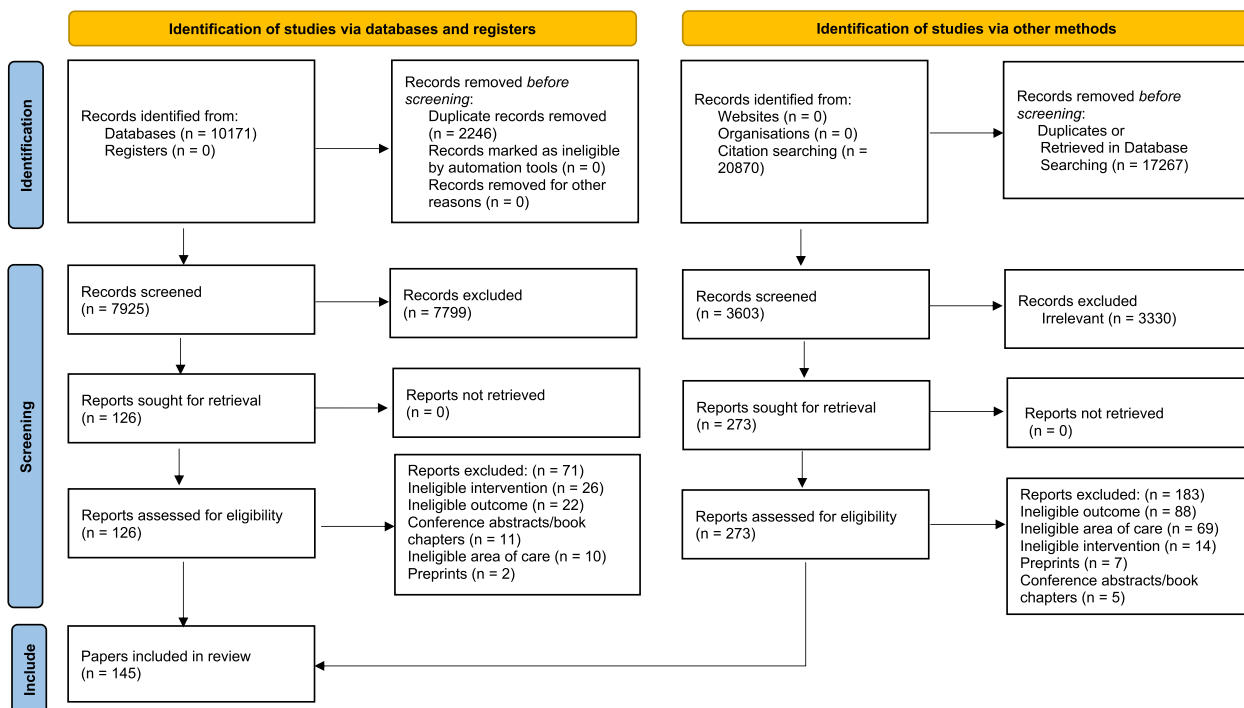 Identification of studies via databases and registers
Identification of studies via other methods
Identification
Records identified from:
Databases (n = 10171)
Registers (n = 0)
Records removed before
screening:
Duplicate records removed
(n = 2246)
Records marked as ineligible
by automation tools (n = 0)
Records removed for other
reasons (n = 0)
Records identified from:
Websites (n = 0)
Organisations (n = 0)
Citation searching (n =
20870)
Records removed before
screening:
Duplicates or
Retrieved in Database
Searching (n = 17267)
Screening
Records screened
(n = 7925)
Records excluded
(n = 7799)
Records screened
(n = 3603)
Records excluded
Irrelevant (n = 3330)
Reports sought for retrieval
(n = 126)
Reports not retrieved
(n = 0)
Reports sought for retrieval
(n = 273)
Reports not retrieved
(n = 0)
Reports assessed for eligibility
(n = 126)
Reports excluded: (n = 71)
Ineligible intervention (n = 26)
Ineligible outcome (n = 22)
Conference abstracts/book
chapters (n = 11)
Ineligible area of care (n = 10)
Preprints (n = 2)
Reports assessed for eligibility
(n = 273)
Reports excluded: (n = 183)
Ineligible outcome (n = 88)
Ineligible area of care (n = 69)
Ineligible intervention (n = 14)
Preprints (n = 7)
Conference abstracts/book
chapters (n = 5)
Include
Papers included in review
(n = 145)